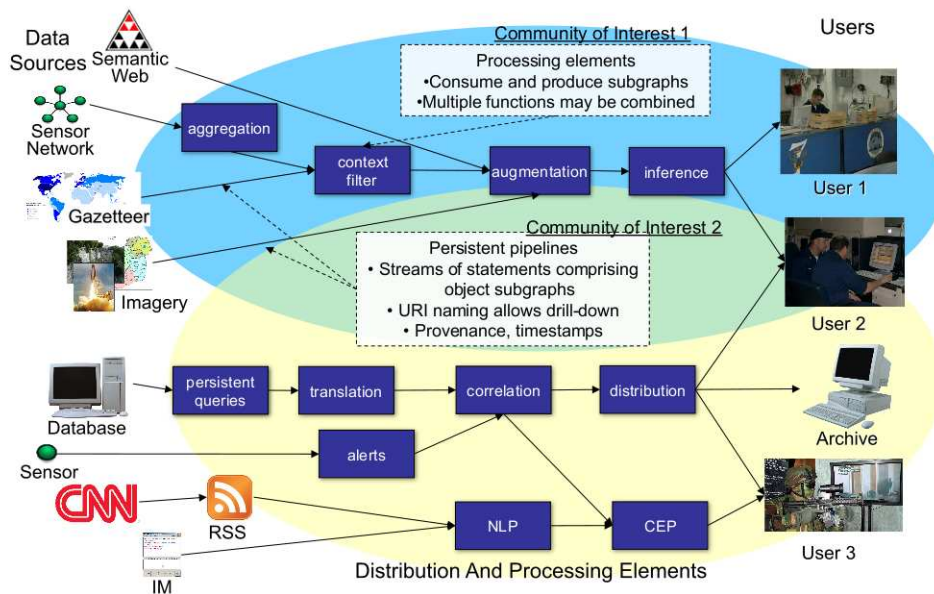 Data
Sources
Semantic
Web
Community of Interest 1
Users
Processing elements
•Consume and produce subgraphs
•Multiple functions may be combined
Sensor
Network
aggregation
context
filter
augmentation
inference
User 1
Gazetteer
Community of Interest 2
Persistent pipelines
• Streams of statements comprising
object subgraphs
• URI naming allows drill-down
• Provenance, timestamps
Imagery
User 2
Database
persistent
queries
translation
correlation
distribution
Archive
Sensor
alerts
CNN
RSS
NLP
CEP
User 3
IM
Distribution And Processing Elements